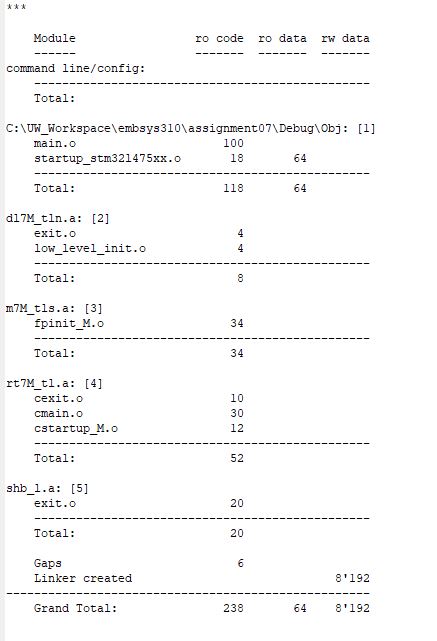 ***
Module ro code ro data rw data
------ ------- ------- -------
command line/config:
------------------------------------------------
Total:
C:\UW_Workspace\embsys310\assignment07\Debug\Obj: [1]
main.o 100
startup_stm32l475xx.o 18 64
------------------------------------------------
Total: 118 64
dl7M_tln.a: [2]
exit.o 4
low_level_init.o 4
------------------------------------------------
Total: 8
m7M_tls.a: [3]
fpinit_M.o 34
------------------------------------------------
Total: 34
rt7M_tl.a: [4]
cexit.o 10
cmain.o 30
cstartup_M.o 12
------------------------------------------------
Total: 52
shb_l.a: [5]
exit.o 20
------------------------------------------------
Total: 20
Gaps 6
Linker created 8'192
----------------------------------------------------
Grand Total: 238 64 8'192